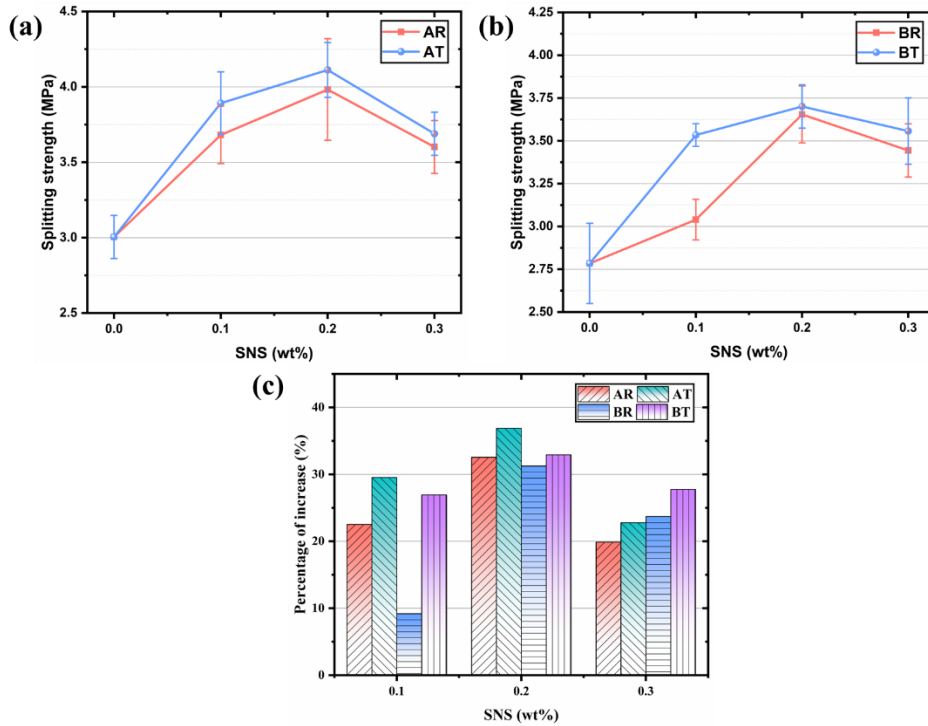 (a)
AR
AT
4.5
4.0
3.5
3.0
2.5
Splitting strength (MPa)
0.0 0.1 0.2 0.3
SNS (wt%)
(b)
BR
BT
4.25
4.00
3.75
3.50
3.25
3.00
2.75
2.50
Splitting strength (MPa)
0.0 0.1 0.2 0.3
SNS (wt%)
(c)
AR AT
BR BT
40
30
20
10
0
Percentage of increase (%)
0.1 0.2 0.3
SNS (wt%)